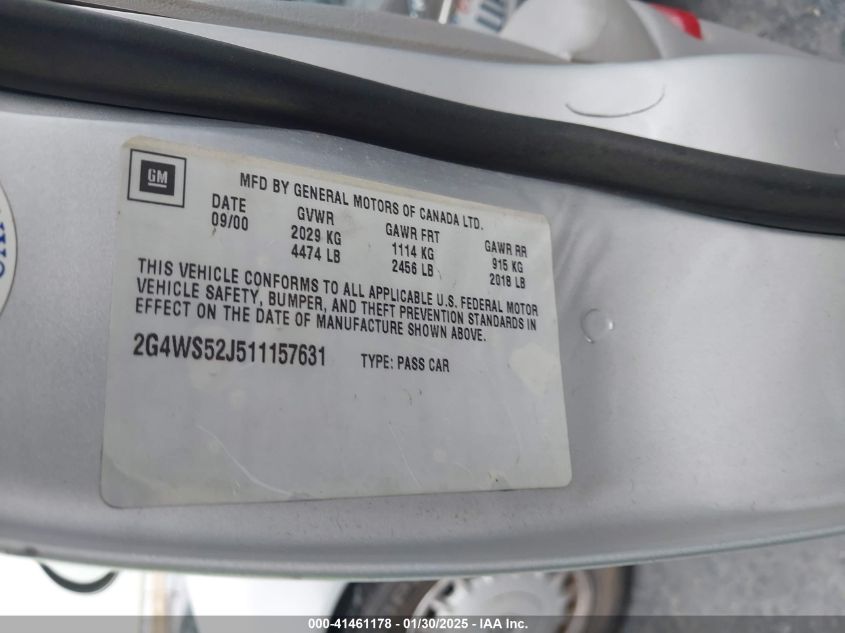 GM
MFD BY GENERAL MOTORS OF CANADA LTD.
DATE GVWR GAWR FRT GAWR RR
09/00 2029 KG 1114 KG 915 KG
4474 LB 2456 LB 2018 LB
THIS VEHICLE CONFORMS TO ALL APPLICABLE U.S. FEDERAL MOTOR
VEHICLE SAFETY, BUMPER, AND THEFT PREVENTION STANDARDS IN
EFFECT ON THE DATE OF MANUFACTURE SHOWN ABOVE.
2G4WS52J511157631 TYPE: PASS CAR
000-41461178 - 01/30/2025 - IAA Inc.